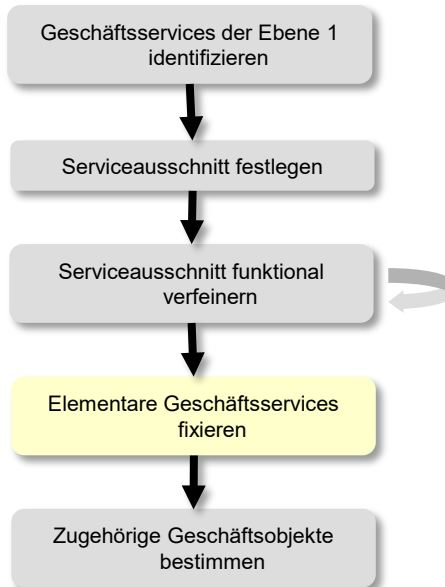 Geschäftsservices der Ebene 1
identifizieren
Serviceausschnitt festlegen
Serviceausschnitt funktional
verfeinern
Elementare Geschäftsservices
fixieren
Zugehörige Geschäftsobjekte
bestimmen